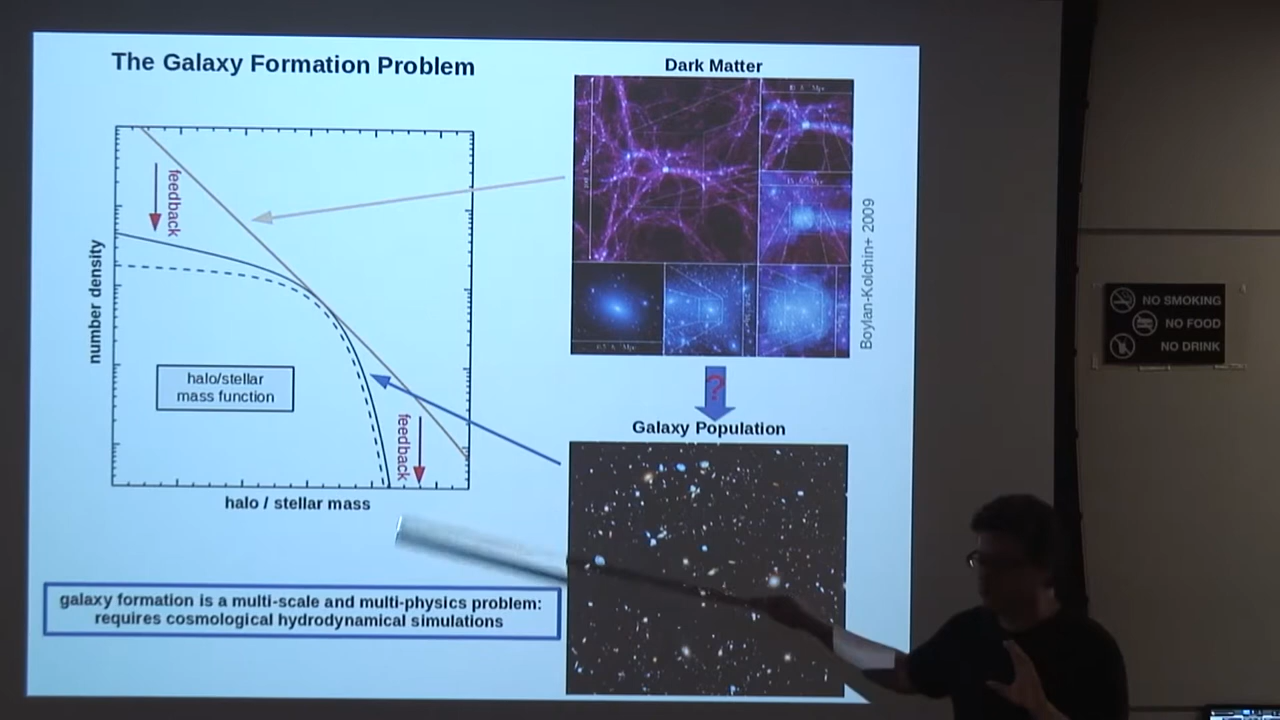 The Galaxy Formation Problem
feedback
number density
halo/stellar
mass function
feedback
halo / stellar mass
galaxy formation is a multi-scale and multi-physics problem:
requires cosmological hydrodynamical simulations
Dark Matter
Boylan-Kolchin+ 2009
?
Galaxy Population
NO SMOKING
NO FOOD
NO DRINK